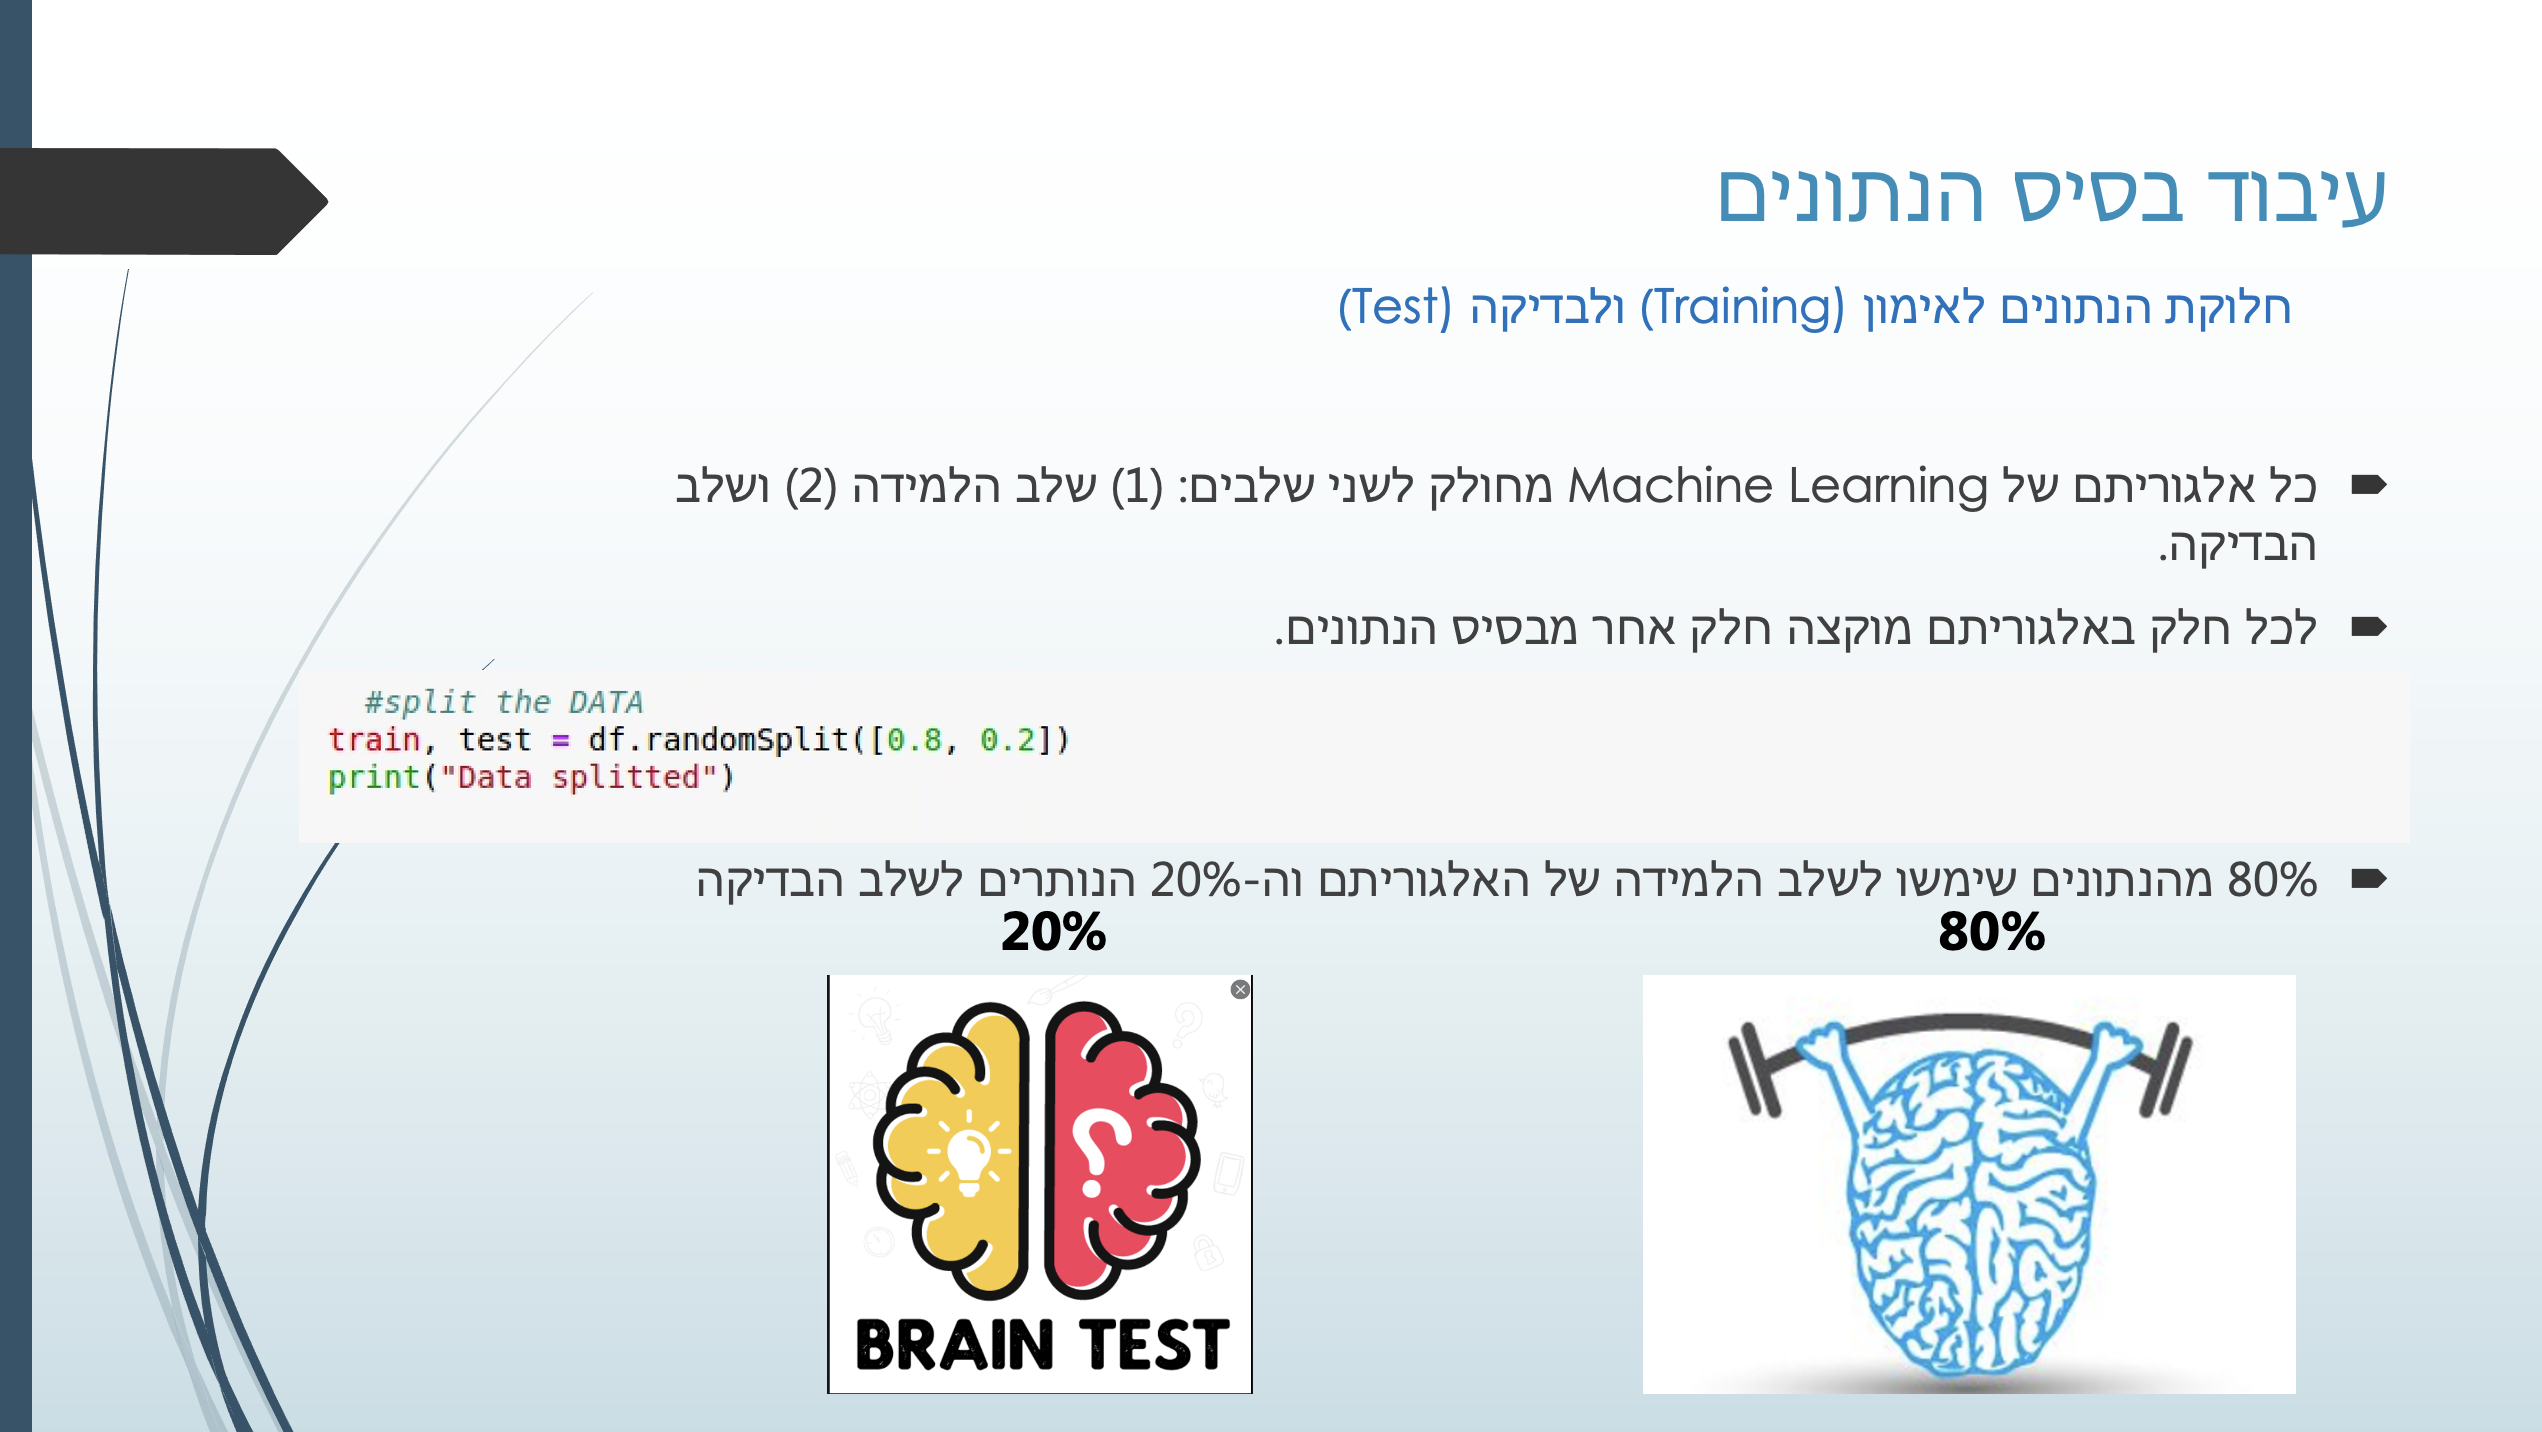 עיבוד בסיס הנתונים
חלוקת הנתונים לאימון (Training) ולבדיקה (Test)
כל אלגוריתם של Machine Learning מחולק לשני שלבים: (1) שלב הלמידה (2) ושלב
הבדיקה.
לכל חלק באלגוריתם מוקצה חלק אחר מבסיס הנתונים.
#split the DATA
train, test = df.randomSplit([0.8, 0.2])
print("Data splitted")
80% מהנתונים שימשו לשלב הלמידה של האלגוריתם וה-20% הנותרים לשלב הבדיקה
80%
20%
BRAIN TEST